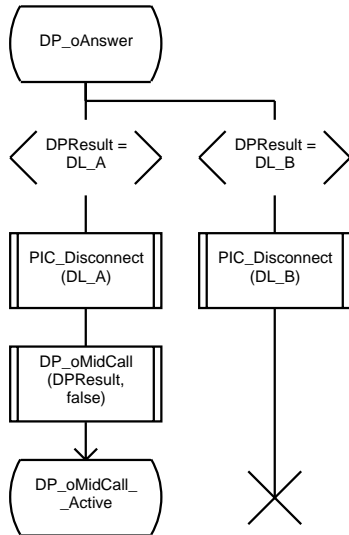 DP_oAnswer
DPResult =
DL_A
DPResult =
DL_B
PIC_Disconnect
(DL_A)
PIC_Disconnect
(DL_B)
DP_oMidCall
(DPResult,
false)
DP_oMidCall_
_Active